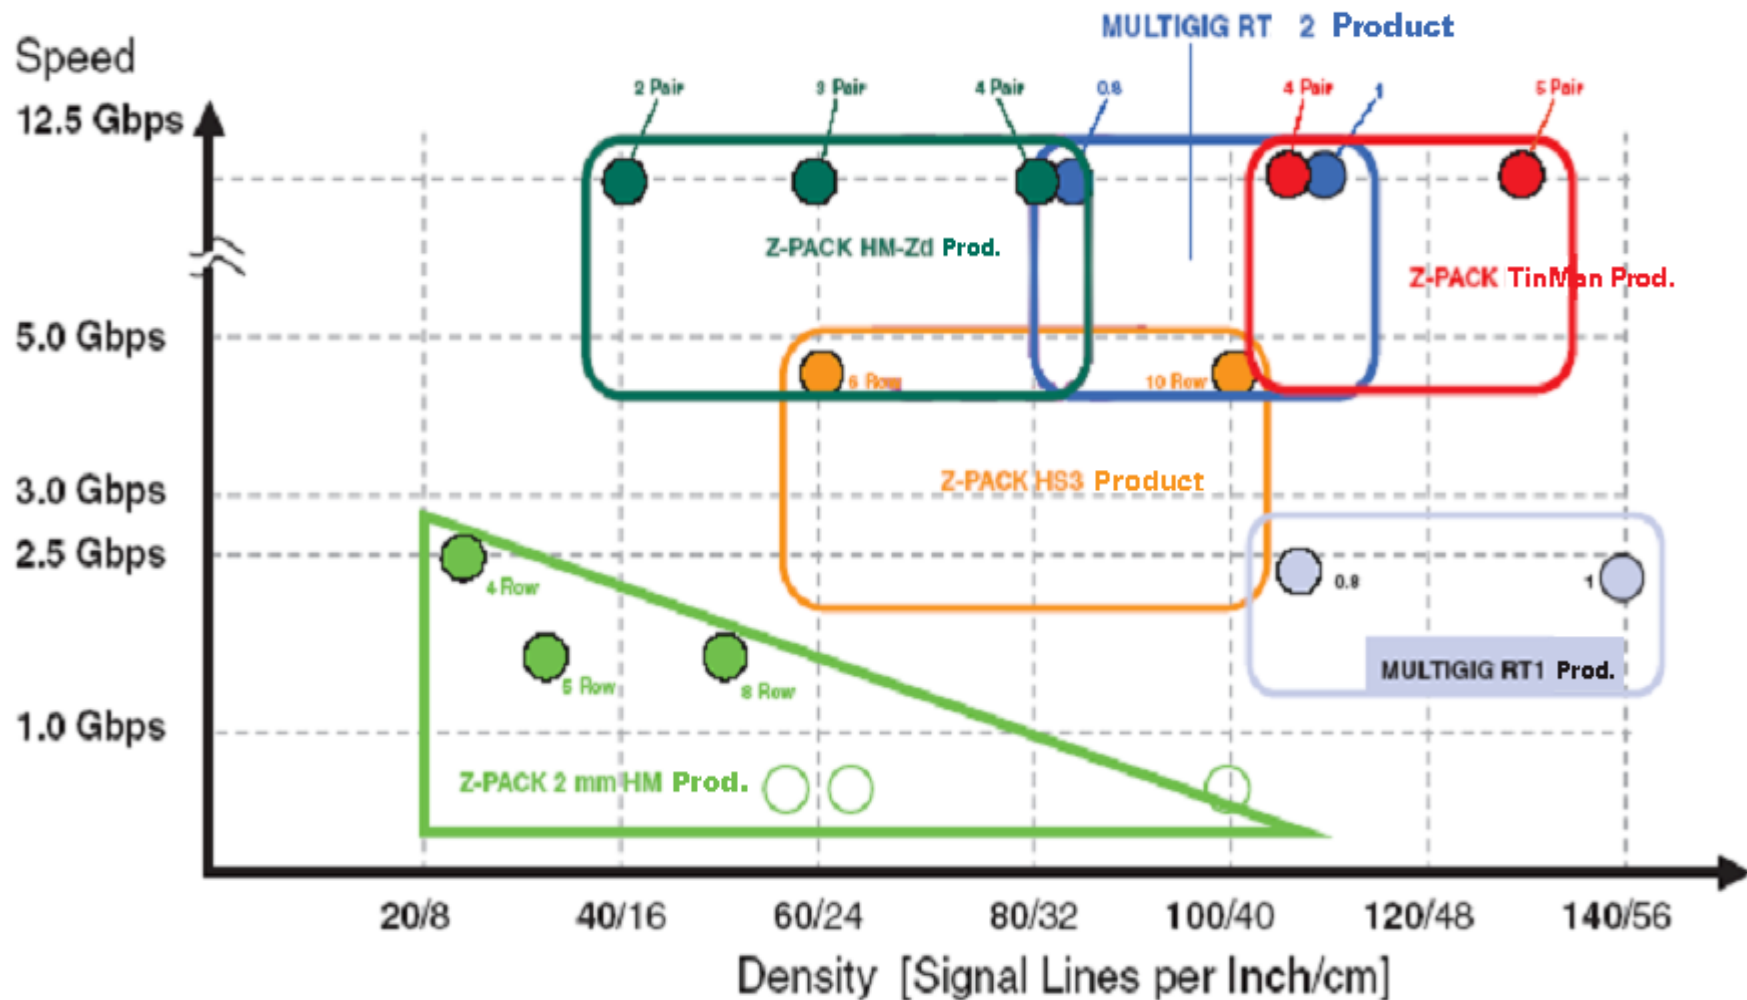 MULTIGIG RT 2 Product
Speed
2 Pair
3 Pair
4 Pair
0.8
4 Pair
1
5 Pair
12.5 Gbps
Z-PACK HM-Zd Prod.
Z-PACK TinMan Prod.
5.0 Gbps
6 Row
10 Row
3.0 Gbps
Z-PACK HS3 Product
2.5 Gbps
4 Row
0.8
1
5 Row
8 Row
MULTIGIG RT1 Prod.
1.0 Gbps
Z-PACK 2 mm HM Prod.
20/8
40/16
60/24
80/32
100/40
120/48
140/56
Density [Signal Lines per Inch/cm]